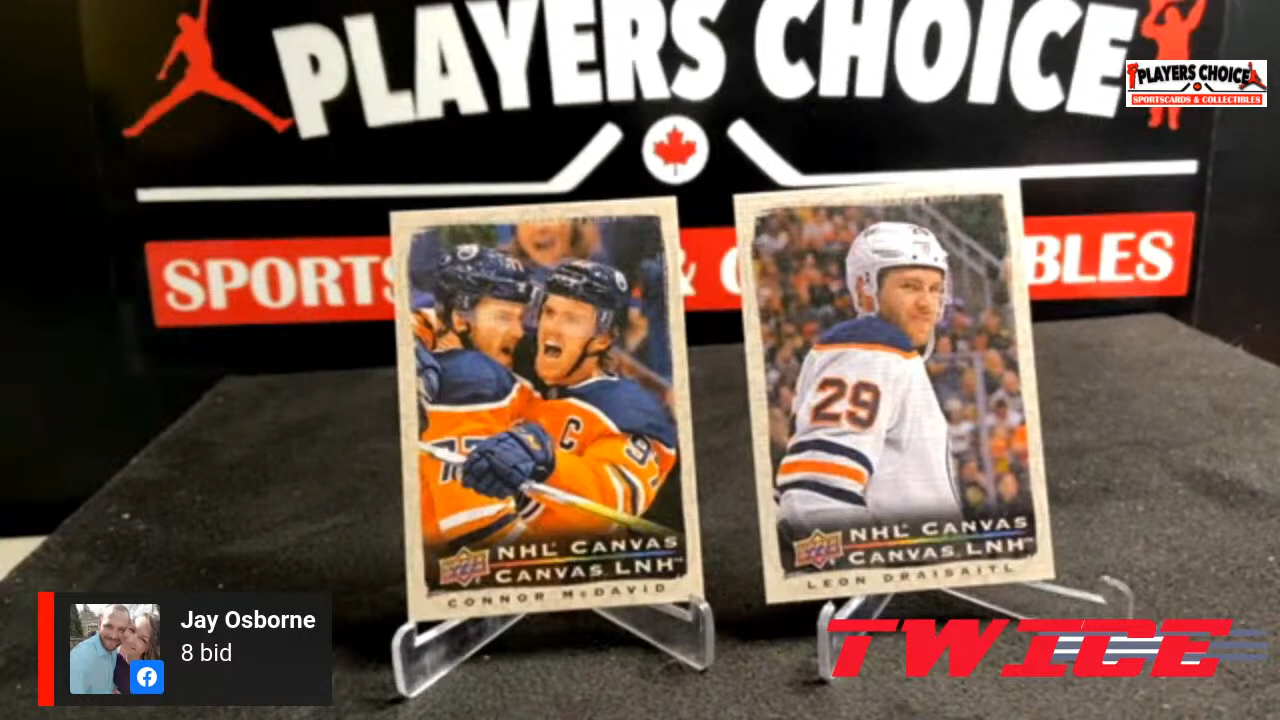 PLAYERS CHOICE
PLAYERS CHOICE
SPORTSCARDS & COLLECTIBLES
SPORTS & C BLES
29
C
NHL CANVAS
CANVAS LNH
CONNOR McDAVID
NHL CANVAS
CANVAS LNH
LEON DRAISAITL
Jay Osborne
8 bid
TWICE